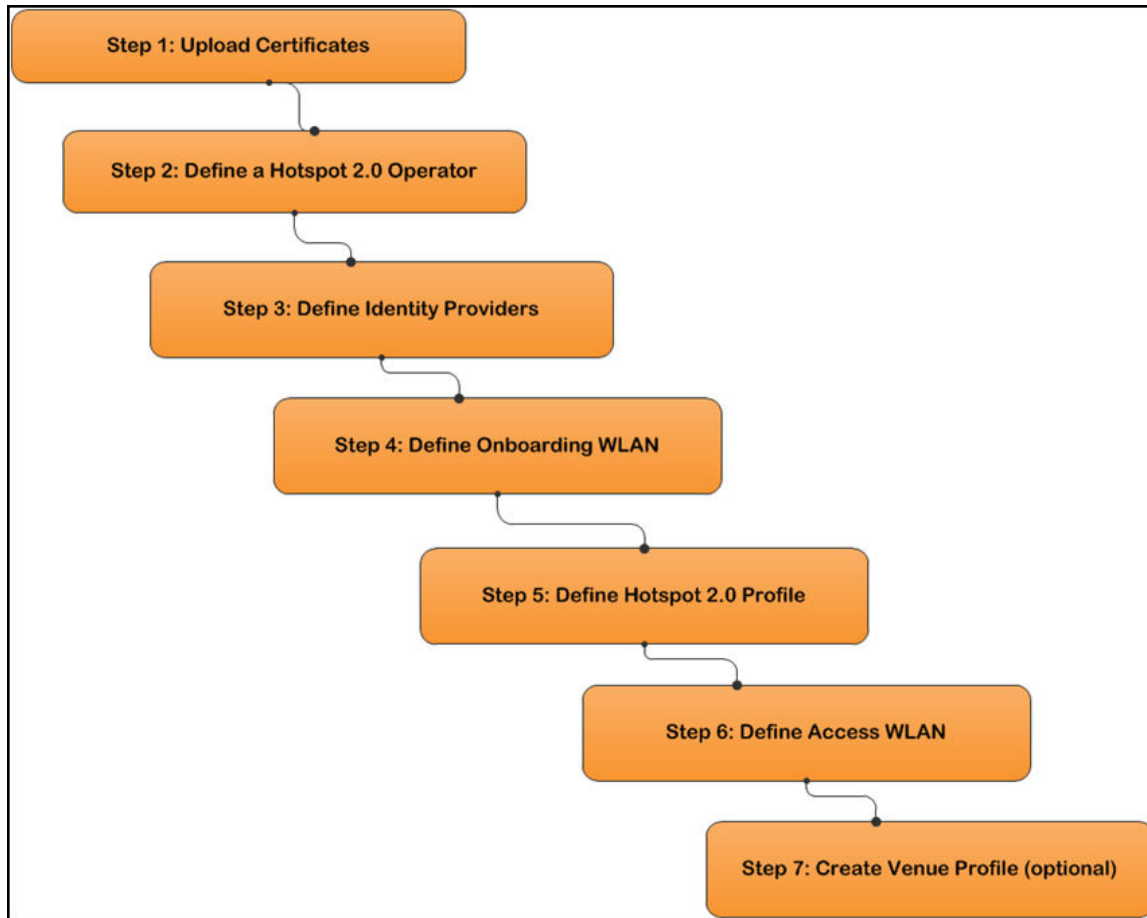 Step 1: Upload Certificates
Step 2: Define a Hotspot 2.0 Operator
Step 3: Define Identity Providers
Step 4: Define Onboarding WLAN
Step 5: Define Hotspot 2.0 Profile
Step 6: Define Access WLAN
Step 7: Create Venue Profile (optional)